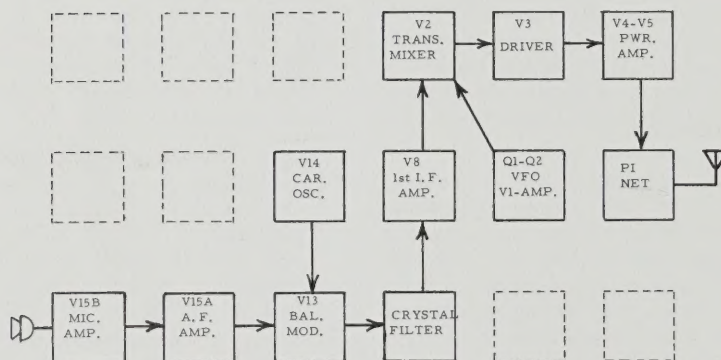 V2
TRANS.
MIXER
V3
DRIVER
V4-V5
PWR.
AMP.
V14
CAR.
OSC.
V8
1st I. F.
AMP.
Q1-Q2
VFO
V1-AMP.
PI
NET
V15B
MIC.
AMP.
V15A
A. F.
AMP.
V13
BAL.
MOD.
CRYSTAL
FILTER